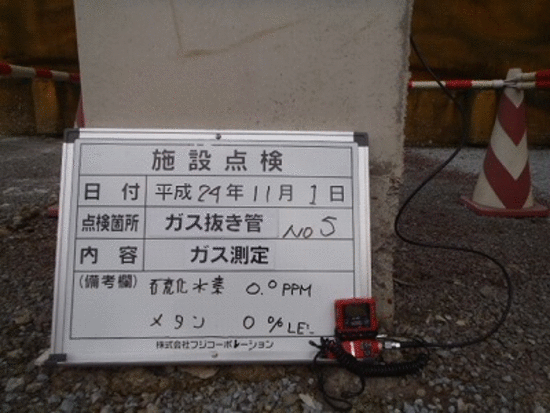 施設点検
日付 平成24年11月1日
点検箇所 ガス抜き管 NO5
内容 ガス測定
(備考欄) 硫化水素 0.0PPM
メタン 0%LEL
株式会社フジコーポレーション